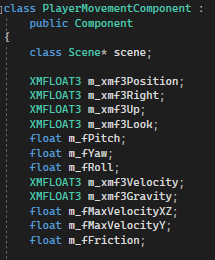 class PlayerMovementComponent :
public Component
{
class Scene* scene;
XMFLOAT3 m_xmf3Position;
XMFLOAT3 m_xmf3Right;
XMFLOAT3 m_xmf3Up;
XMFLOAT3 m_xmf3Look;
float m_fPitch;
float m_fYaw;
float m_fRoll;
XMFLOAT3 m_xmf3Velocity;
XMFLOAT3 m_xmf3Gravity;
float m_fMaxVelocityXZ;
float m_fMaxVelocityY;
float m_fFriction;